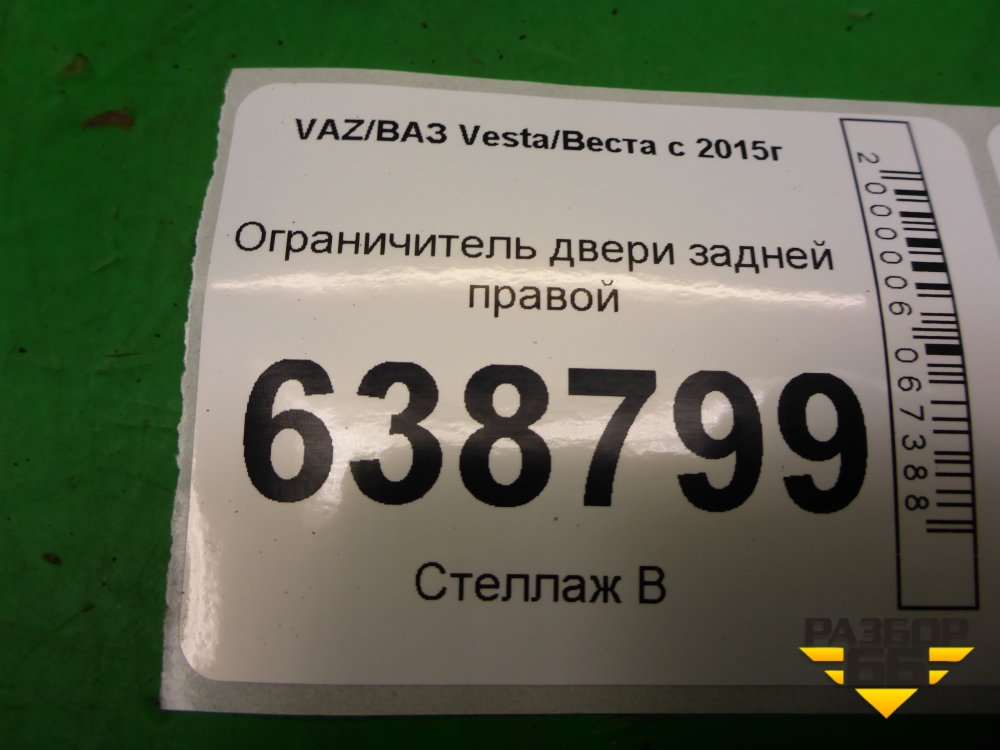 VAZ/ВАЗ Vesta/Веста с 2015г
Ограничитель двери задней
правой
638799
Стеллаж В
2000006067388
РАЗБОР
66